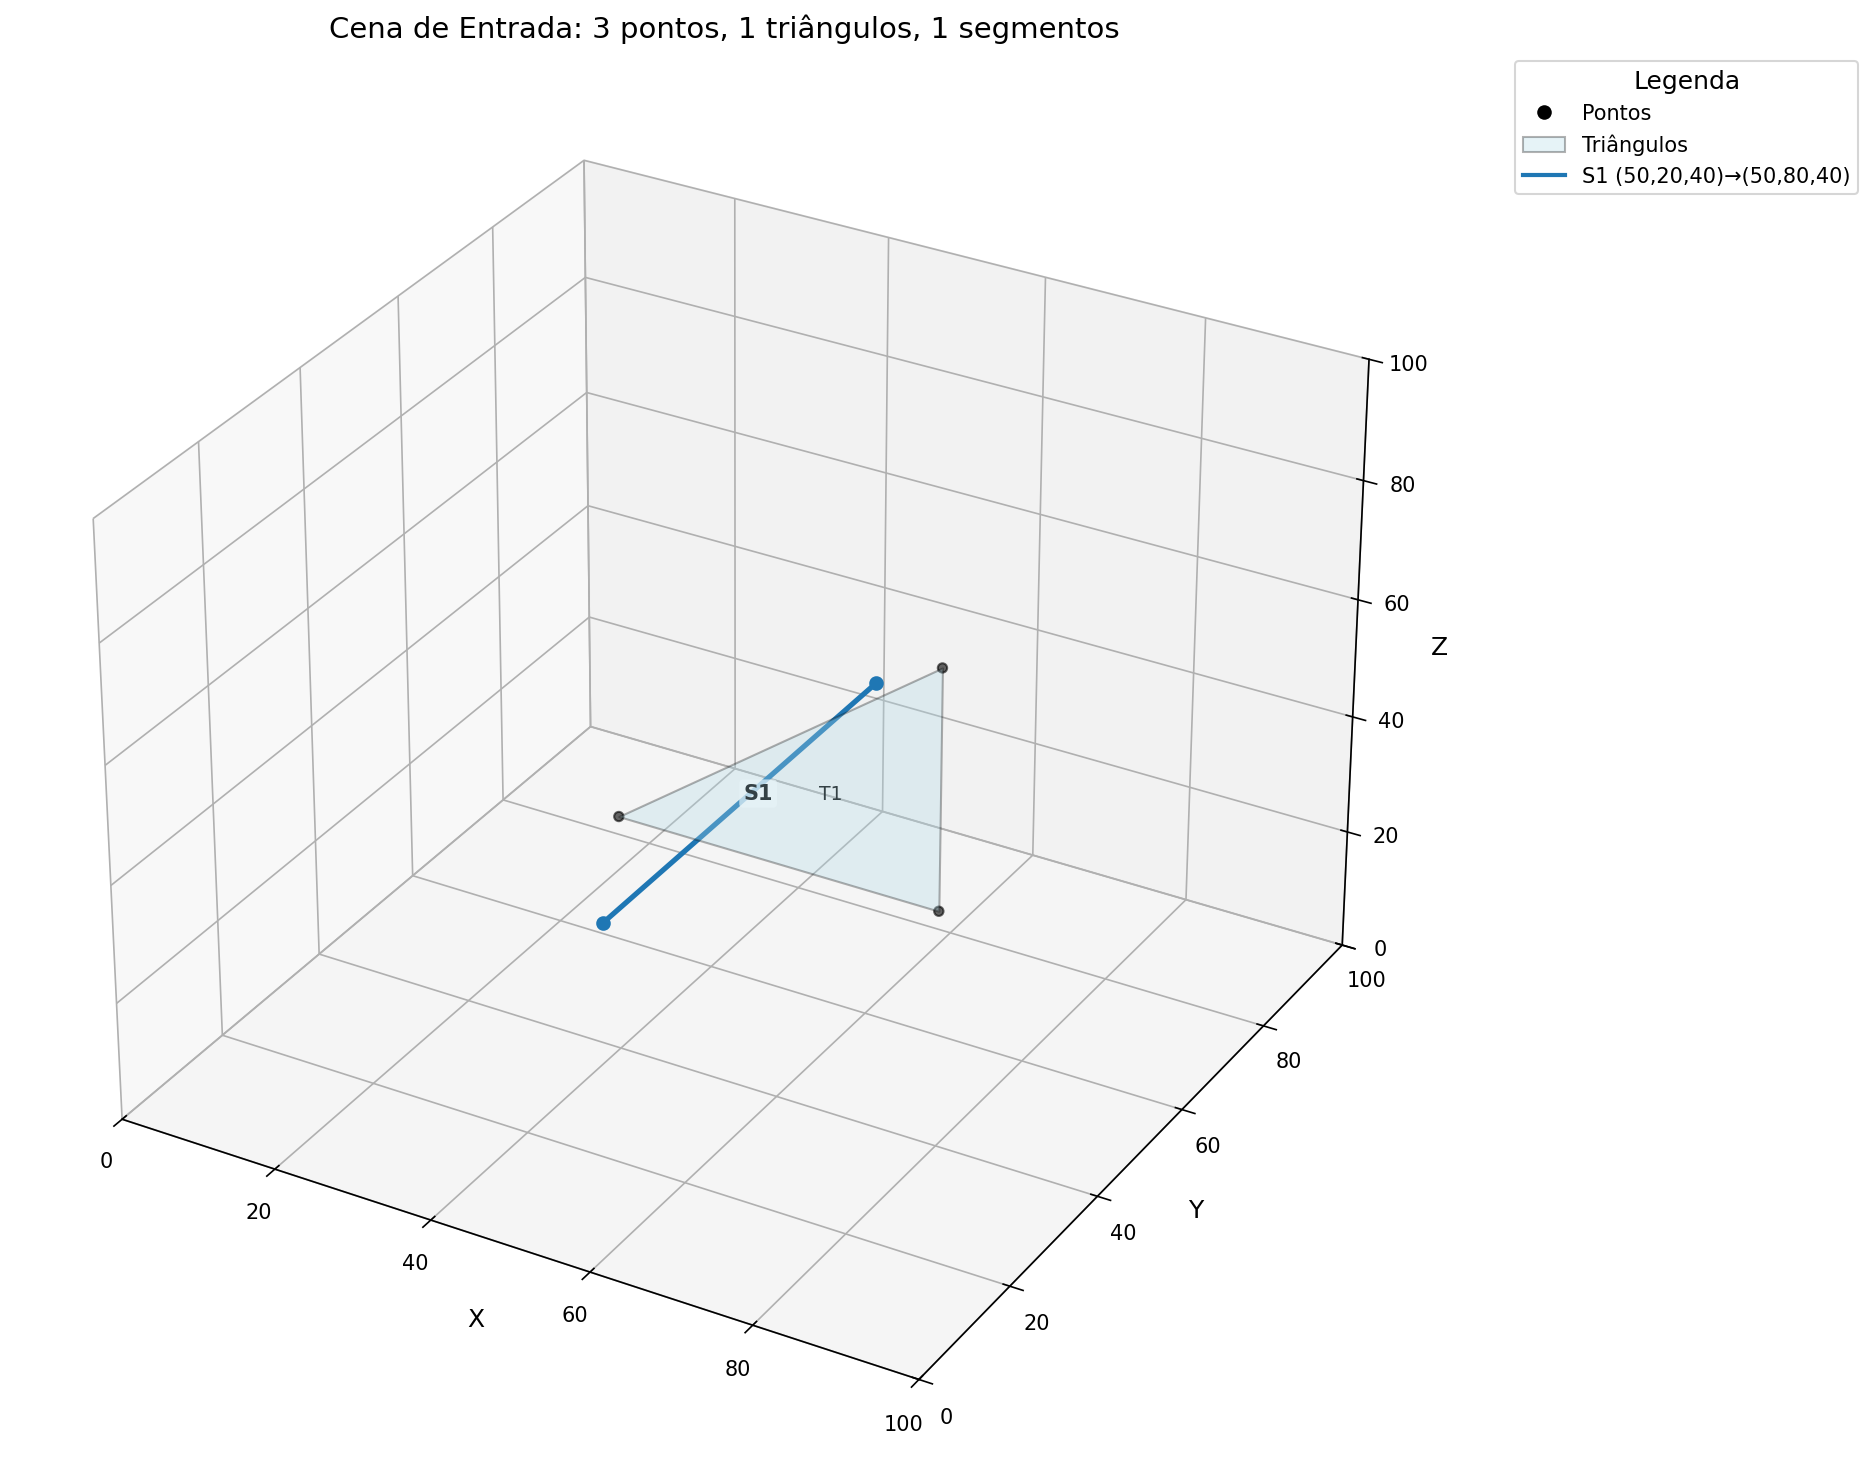 Cena de Entrada: 3 pontos, 1 triângulos, 1 segmentos
Legenda
Pontos
Triângulos
S1 (50,20,40)→(50,80,40)
100
80
60
Z
40
20
0
S1
T1
100
80
60
40
Y
20
0
0
20
40
60
80
100
X